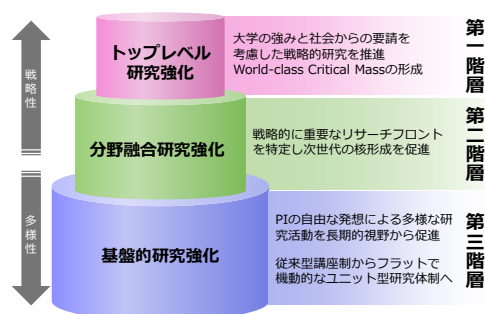 トップレベル
研究強化
大学の強みと社会からの要請を
考慮した戦略的研究を推進
World-class Critical Massの形成
第一階層
戦略性
分野融合研究強化
戦略的に重要なリサーチフロント
を特定し次世代の核形成を促進
第二階層
多様性
基盤的研究強化
PIの自由な発想による多様な研
究活動を長期的視野から促進
従来型講座制からフラットで
機動的なユニット型研究体制へ
第三階層